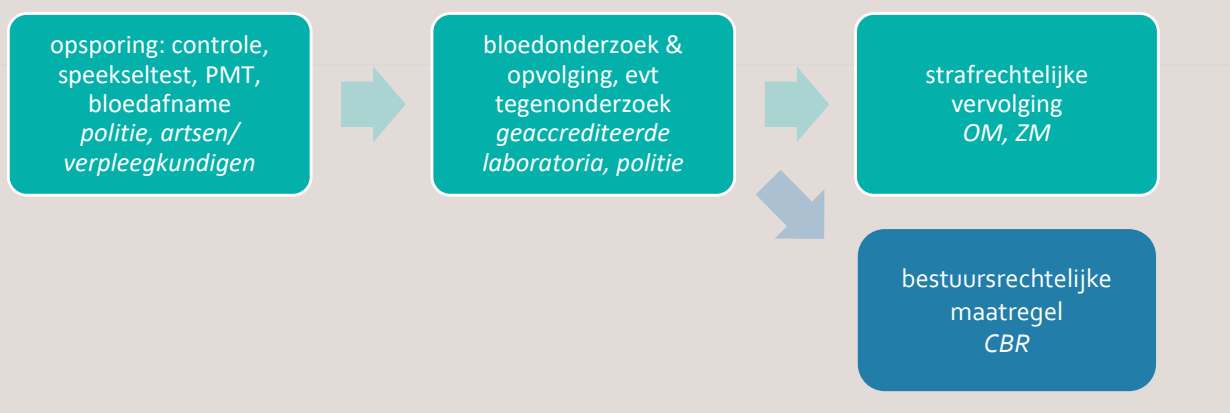 opsporing: controle,
speekseltest, PMT,
bloedafname
politie, artsen/
verpleegkundigen
bloedonderzoek &
opvolging, evt
tegenonderzoek
geaccrediteerde
laboratoria, politie
strafrechtelijke
vervolging
OM, ZM
bestuursrechtelijke
maatregel
CBR